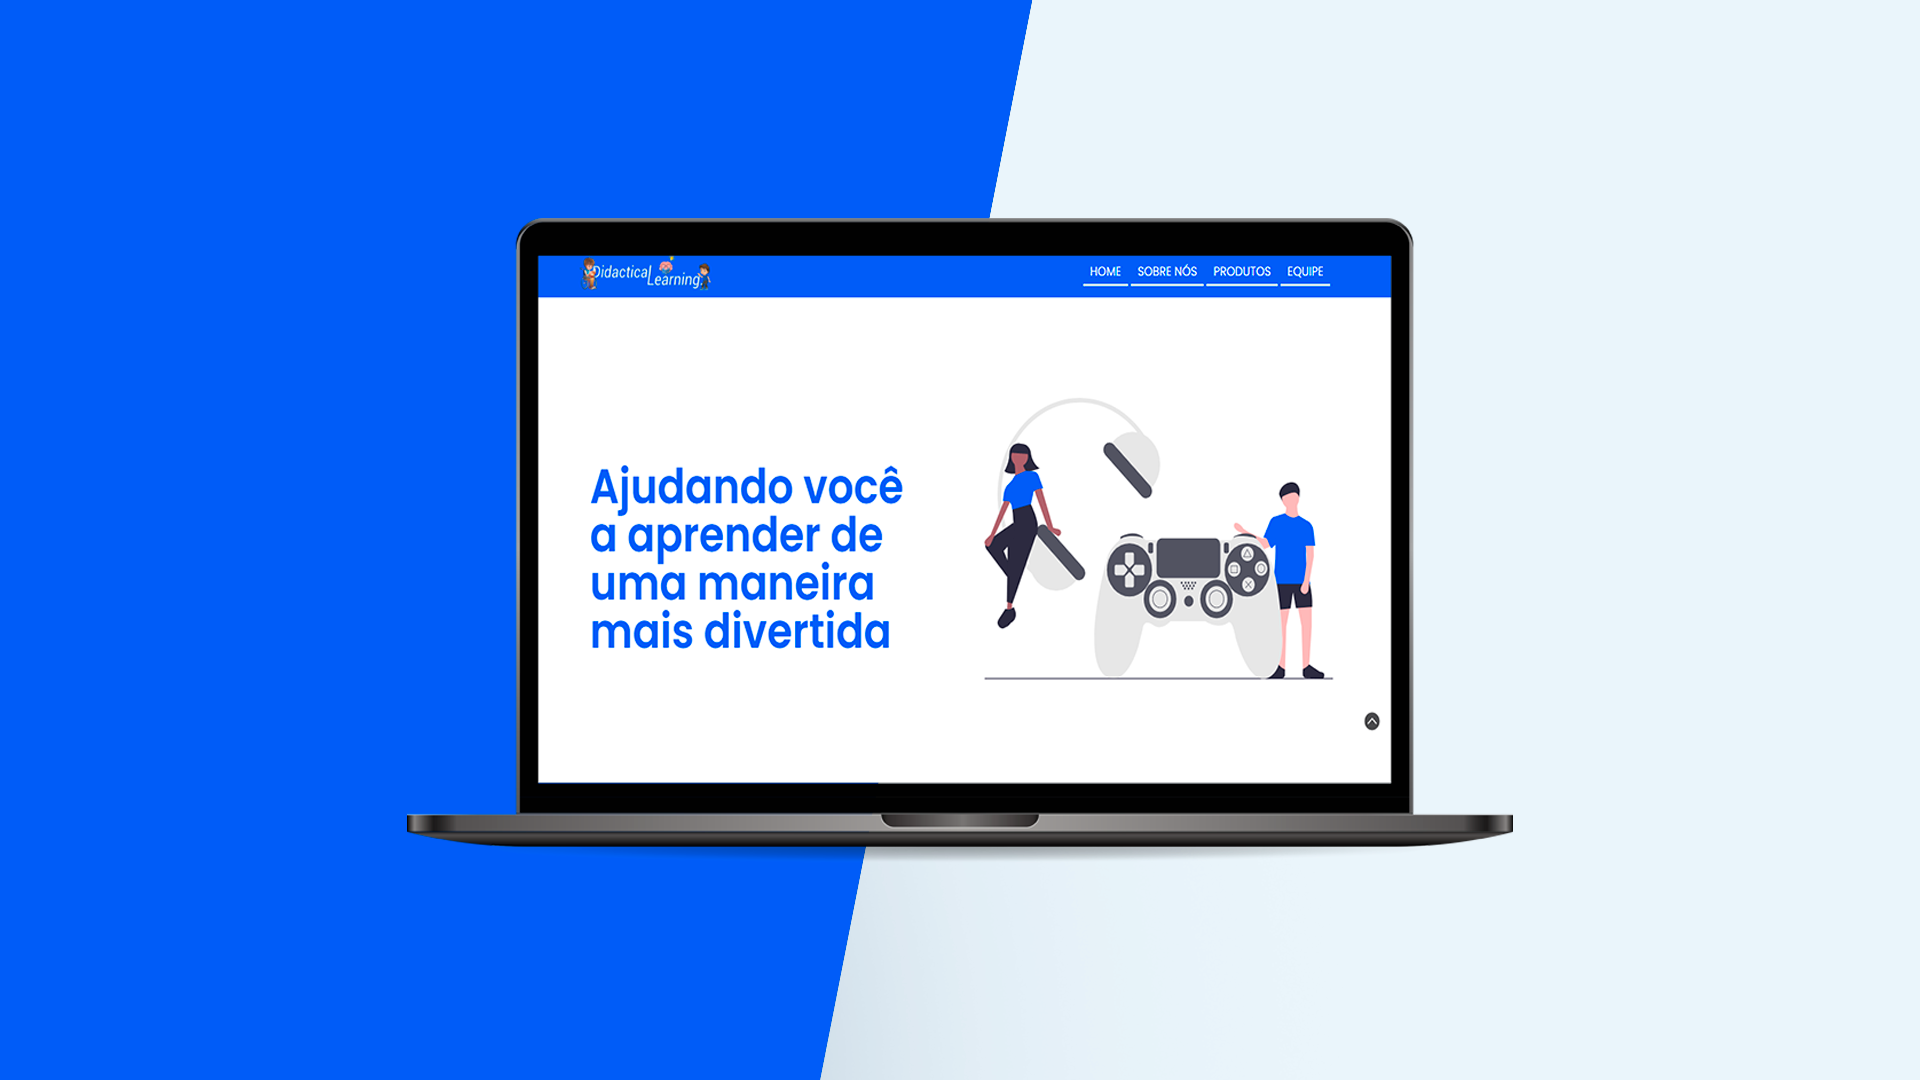 Didactical
Learning
HOME SOBRE NÓS PRODUTOS EQUIPE
Ajudando você
a aprender de
uma maneira
mais divertida